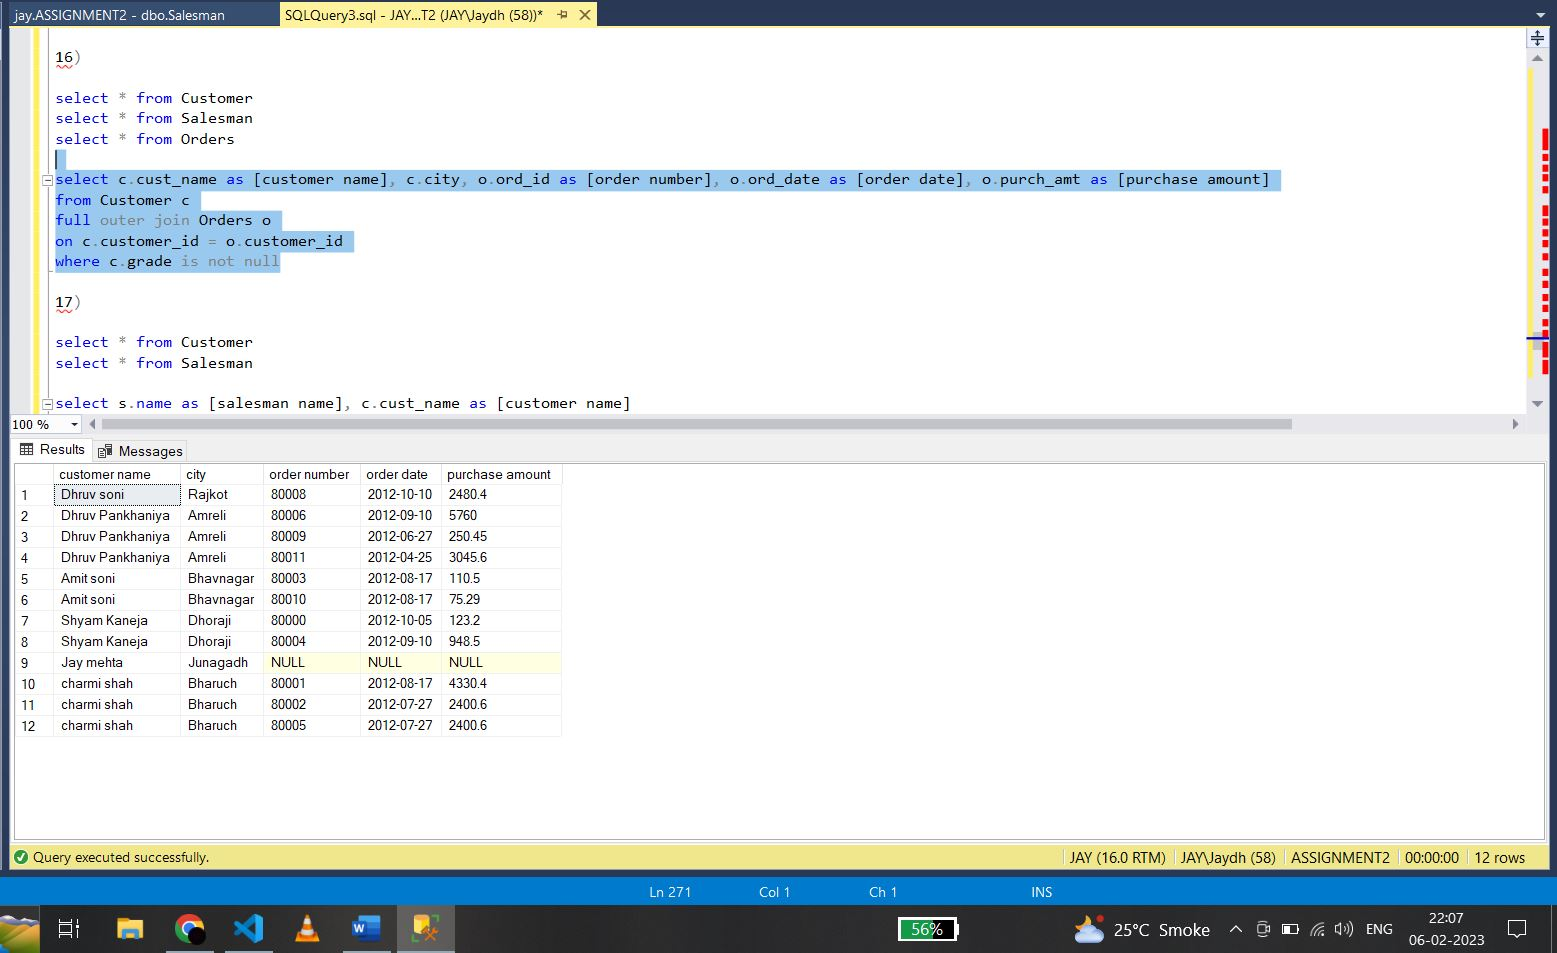 jay.ASSIGNMENT2 - dbo.Salesman SQLQuery3.sql - JAY...T2 (JAY\Jaydh (58))*
16)
select * from Customer
select * from Salesman
select * from Orders
select c.cust_name as [customer name], c.city, o.ord_id as [order number], o.ord_date as [order date], o.purch_amt as [purchase amount]
from Customer c
full outer join Orders o
on c.customer_id = o.customer_id
where c.grade is not null
17)
select * from Customer
select * from Salesman
select s.name as [salesman name], c.cust_name as [customer name]
100 %
Results Messages
customer name city order number order date purchase amount
1 Dhruv soni Rajkot 80008 2012-10-10 2480.4
2 Dhruv Pankhaniya Amreli 80006 2012-09-10 5760
3 Dhruv Pankhaniya Amreli 80009 2012-06-27 250.45
4 Dhruv Pankhaniya Amreli 80011 2012-04-25 3045.6
5 Amit soni Bhavnagar 80003 2012-08-17 110.5
6 Amit soni Bhavnagar 80010 2012-08-17 75.29
7 Shyam Kaneja Dhoraji 80000 2012-10-05 123.2
8 Shyam Kaneja Dhoraji 80004 2012-09-10 948.5
9 Jay mehta Junagadh NULL NULL NULL
10 charmi shah Bharuch 80001 2012-08-17 4330.4
11 charmi shah Bharuch 80002 2012-07-27 2400.6
12 charmi shah Bharuch 80005 2012-07-27 2400.6
Query executed successfully. JAY (16.0 RTM) JAY\Jaydh (58) ASSIGNMENT2 00:00:00 12 rows
Ln 271 Col 1 Ch 1 INS
W 56% 25°C Smoke ENG 22:07
06-02-2023